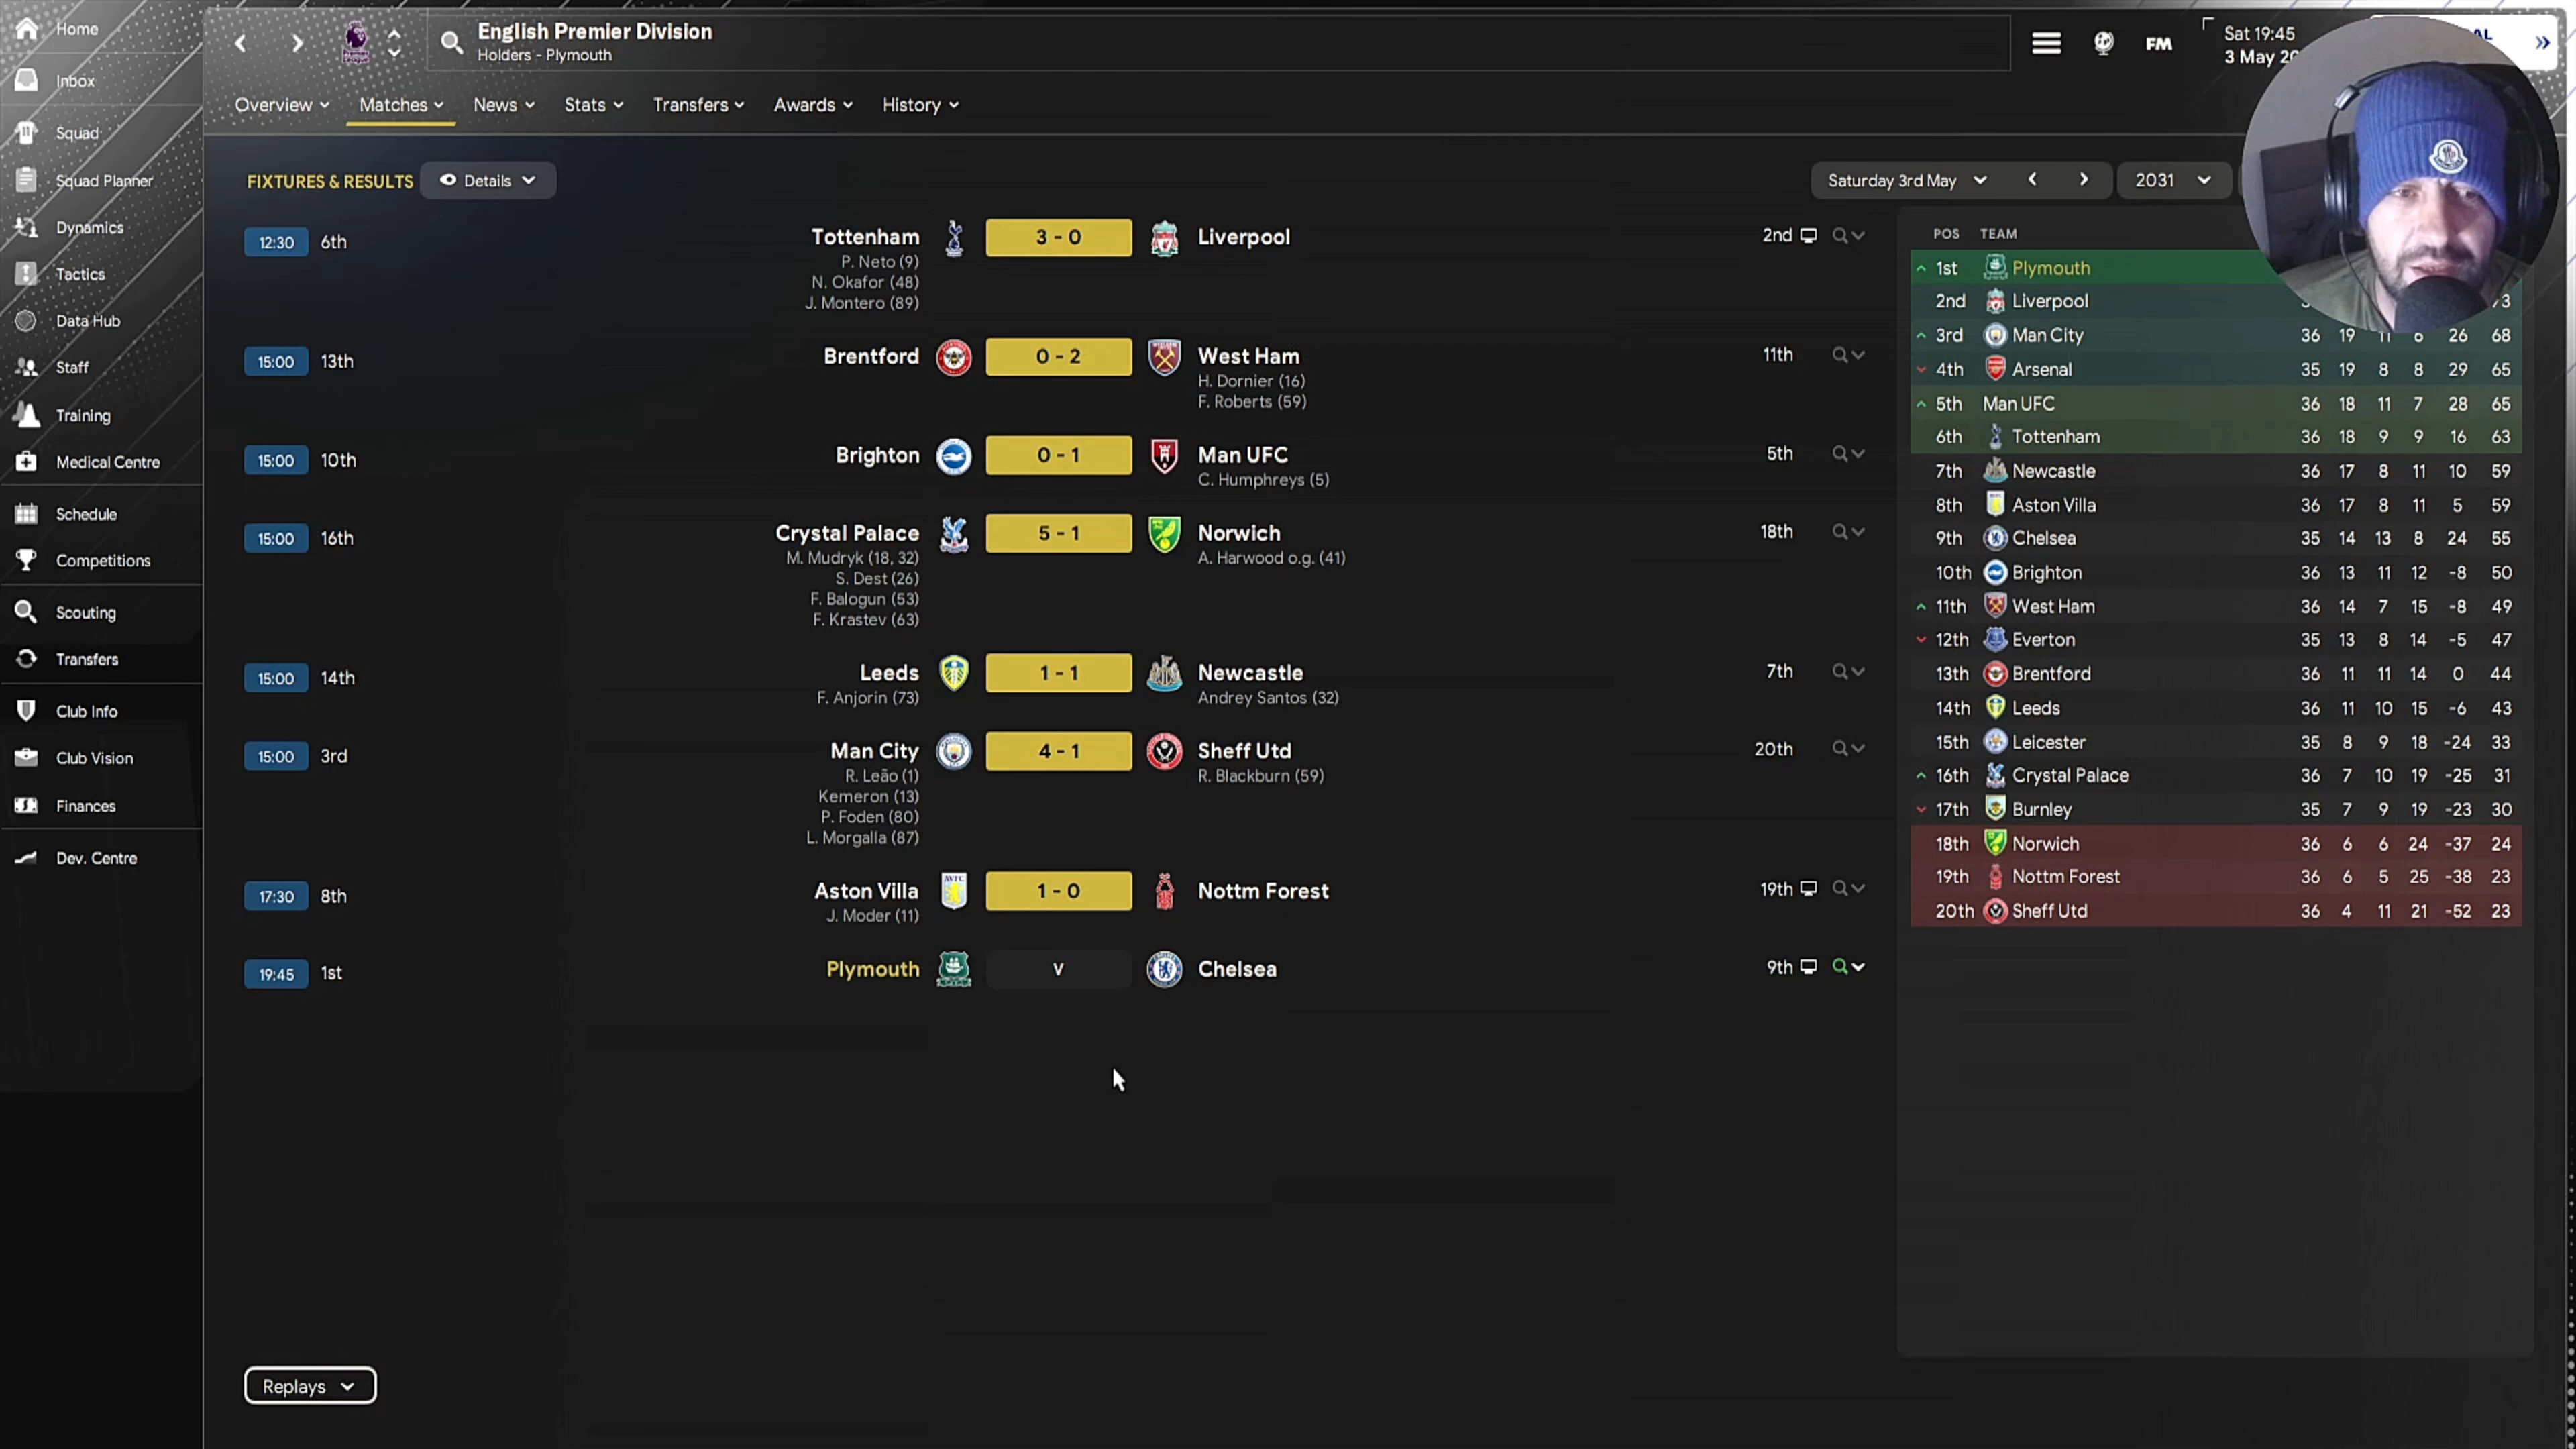 Home
Inbox
Squad
Squad Planner
Dynamics
Tactics
Data Hub
Staff
Training
Medical Centre
Schedule
Competitions
Scouting
Transfers
Club Info
Club Vision
Finances
Dev. Centre
English Premier Division
Holders - Plymouth
FM
Sat 19:45
3 May
Overview Matches News Stats Transfers Awards History
FIXTURES & RESULTS Details
Saturday 3rd May 2031
12:30 6th Tottenham 3 - 0 Liverpool 2nd
P. Neto (9)
N. Okafor (48)
J. Montero (89)
15:00 13th Brentford 0 - 2 West Ham 11th
H. Dornier (16)
F. Roberts (59)
15:00 10th Brighton 0 - 1 Man UFC 5th
C. Humphreys (5)
15:00 16th Crystal Palace 5 - 1 Norwich 18th
M. Mudryk (18, 32) A. Harwood o.g. (41)
S. Dest (26)
F. Balogun (53)
F. Krastev (63)
15:00 14th Leeds 1 - 1 Newcastle 7th
F. Anjorin (73) Andrey Santos (32)
15:00 3rd Man City 4 - 1 Sheff Utd 20th
R. Leão (1) R. Blackburn (59)
Kemeron (13)
P. Foden (80)
L. Morgalla (87)
17:30 8th Aston Villa 1 - 0 Nottm Forest 19th
J. Moder (11)
19:45 1st Plymouth v Chelsea 9th
Replays
POS TEAM
1st Plymouth
2nd Liverpool
3rd Man City 36 19 11 6 26 68
4th Arsenal 35 19 8 8 29 65
5th Man UFC 36 18 11 7 28 65
6th Tottenham 36 18 9 9 16 63
7th Newcastle 36 17 8 11 10 59
8th Aston Villa 36 17 8 11 5 59
9th Chelsea 35 14 13 8 24 55
10th Brighton 36 13 11 12 -8 50
11th West Ham 36 14 7 15 -8 49
12th Everton 35 13 8 14 -5 47
13th Brentford 36 11 11 14 0 44
14th Leeds 36 11 10 15 -6 43
15th Leicester 35 8 9 18 -24 33
16th Crystal Palace 36 7 10 19 -25 31
17th Burnley 35 7 9 19 -23 30
18th Norwich 36 6 6 24 -37 24
19th Nottm Forest 36 6 5 25 -38 23
20th Sheff Utd 36 4 11 21 -52 23